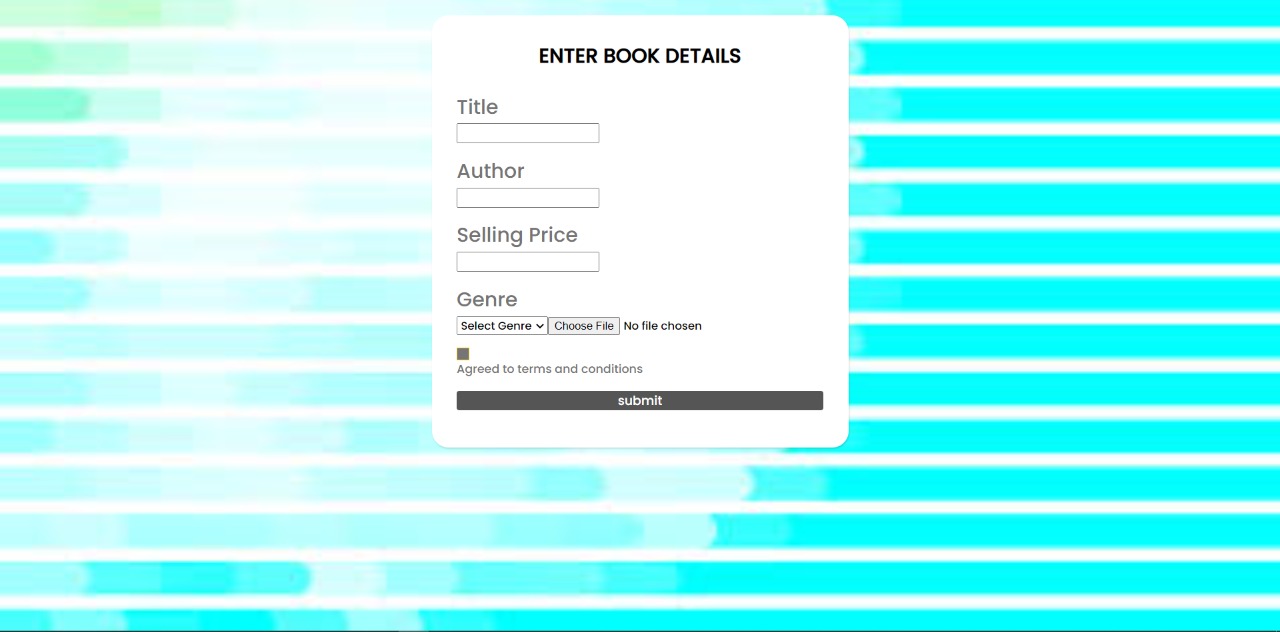 ENTER BOOK DETAILS
Title
Author
Selling Price
Genre
Select Genre Choose File No file chosen
Agreed to terms and conditions
submit